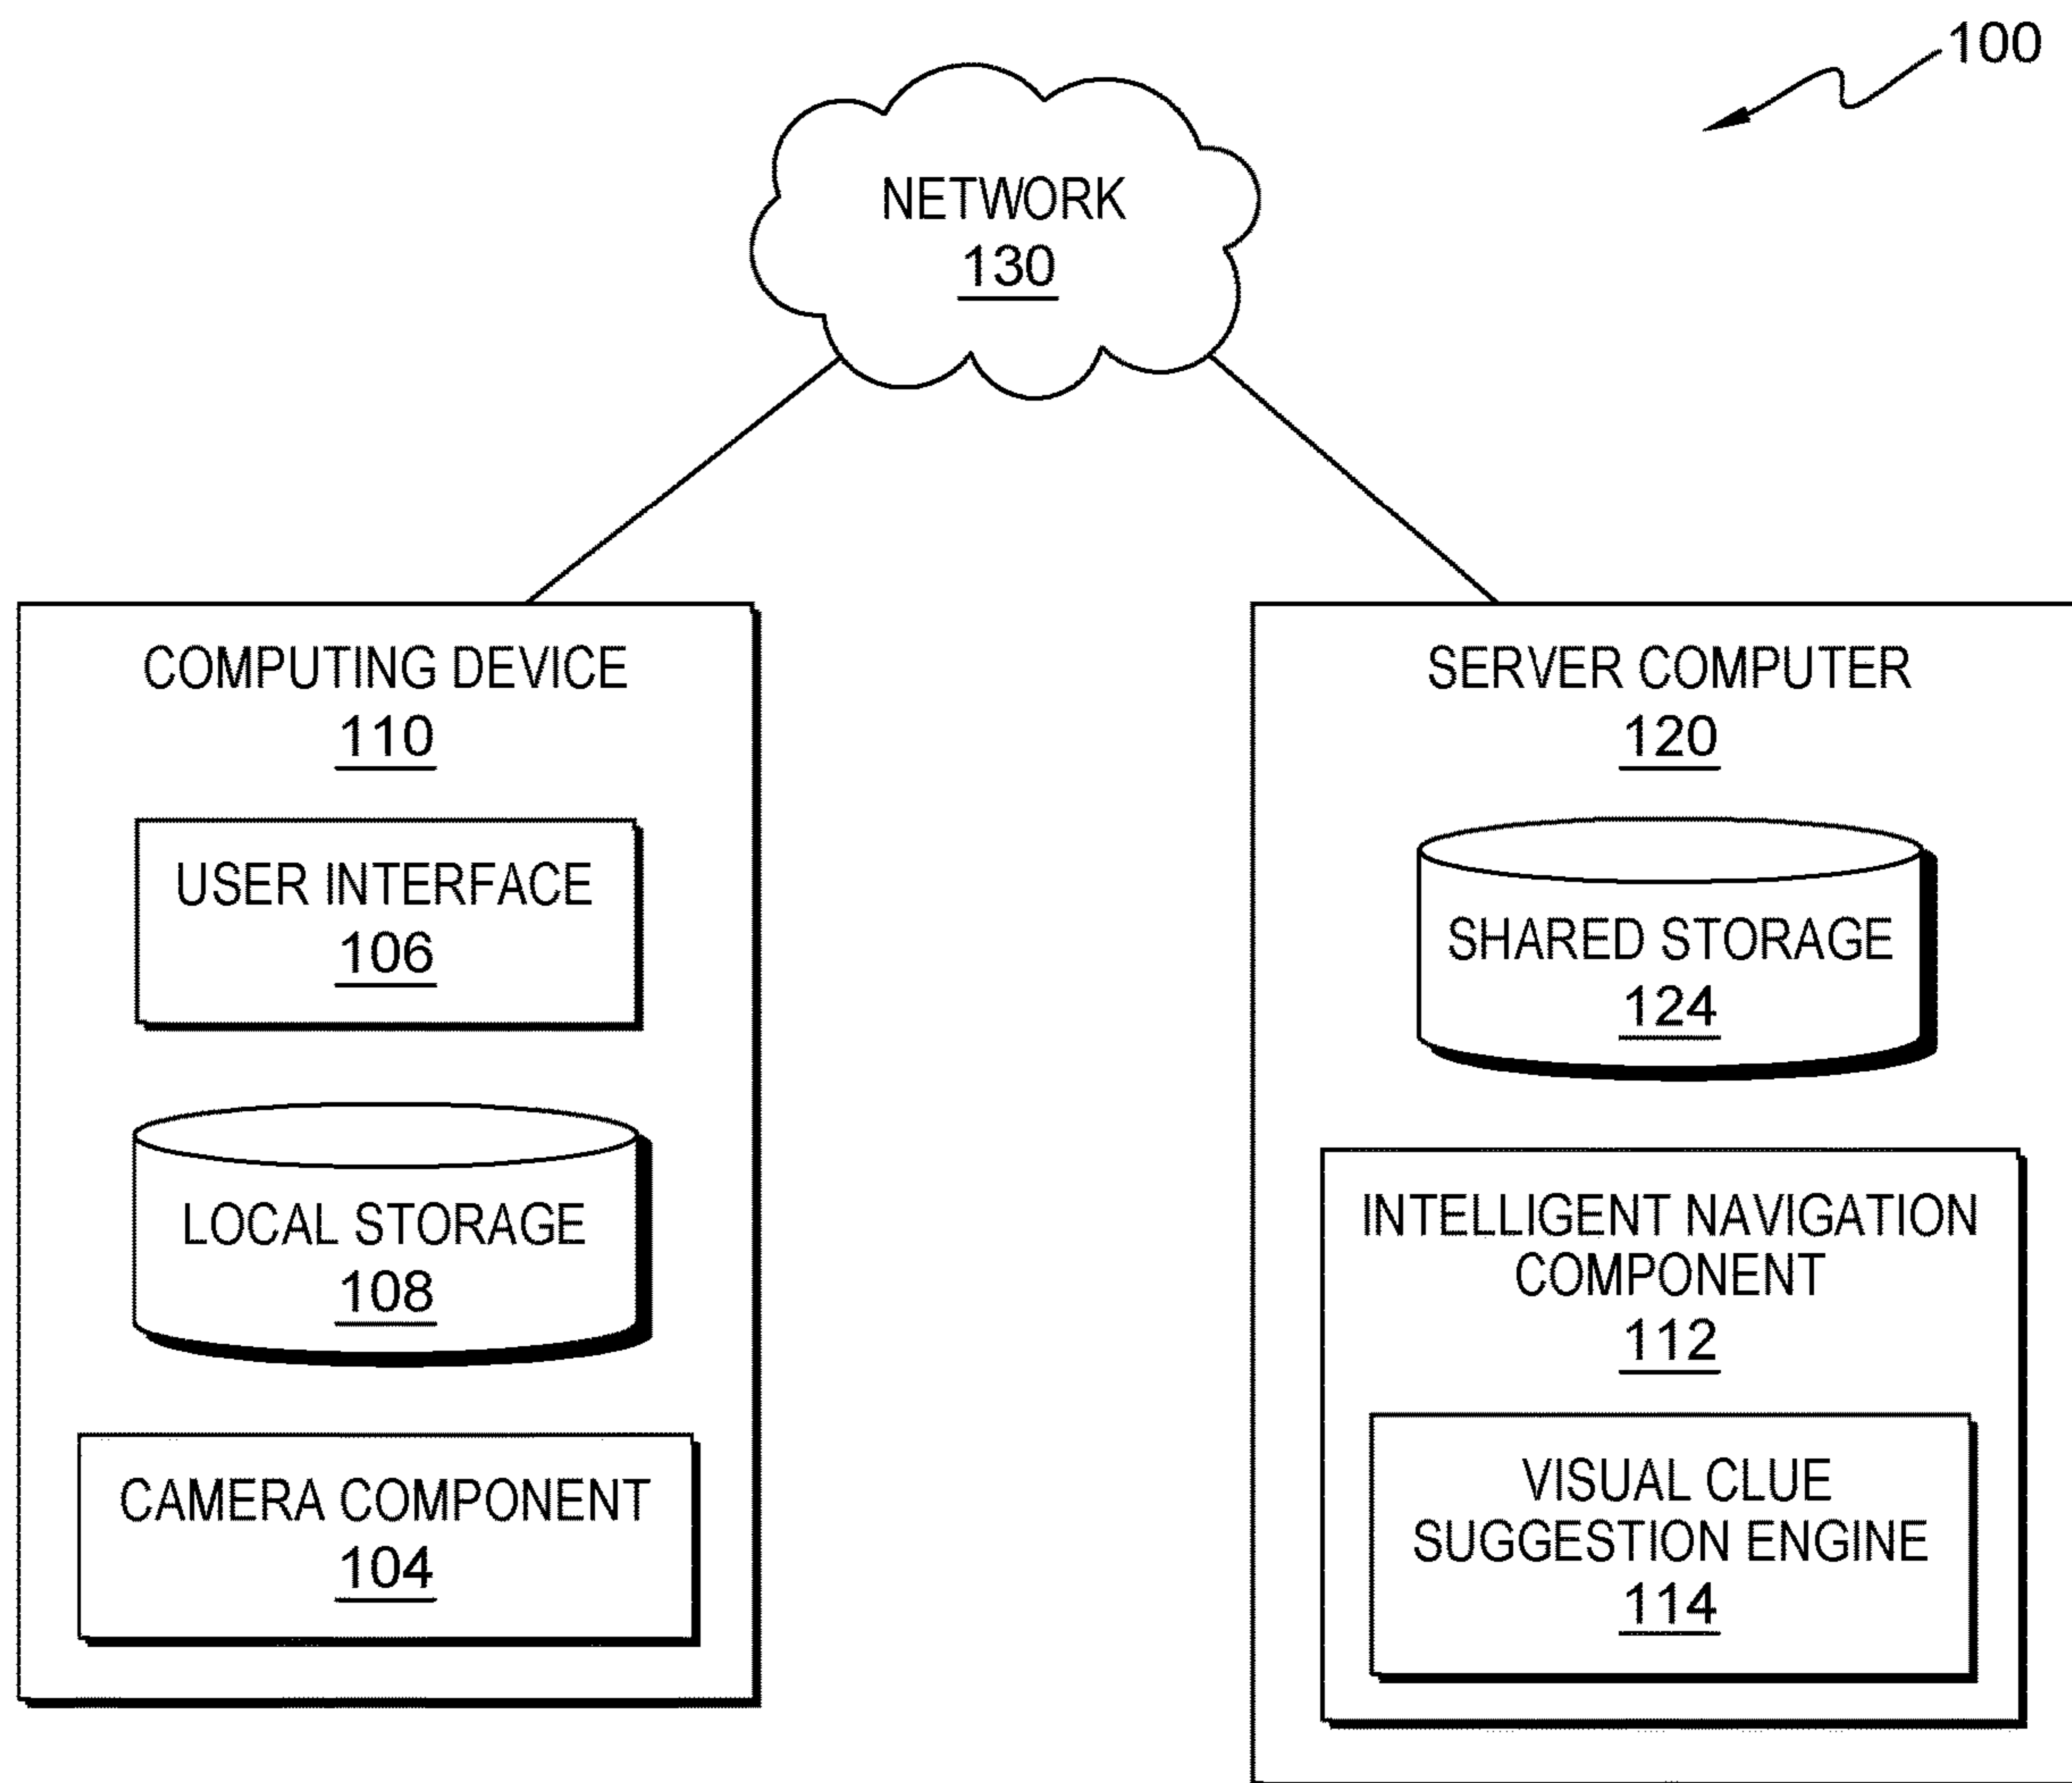 100
NETWORK
130
COMPUTING DEVICE
110
USER INTERFACE
106
LOCAL STORAGE
108
CAMERA COMPONENT
104
SERVER COMPUTER
120
SHARED STORAGE
124
INTELLIGENT NAVIGATION
COMPONENT
112
VISUAL CLUE
SUGGESTION ENGINE
114